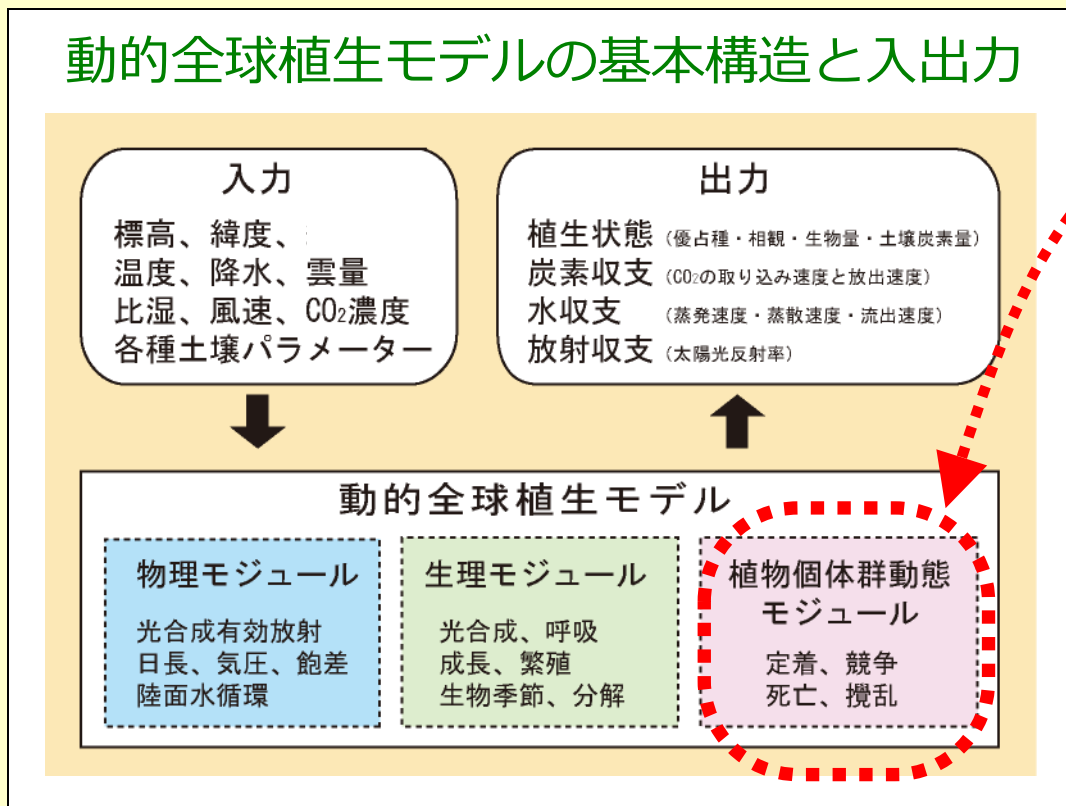 動的全球植生モデルの基本構造と入出力
入力
標高、緯度、
温度、降水、雲量
比湿、風速、CO₂濃度
各種土壌パラメーター
出力
植生状態（優占種・相観・生物量・土壌炭素量）
炭素収支（CO₂の取り込み速度と放出速度）
水収支（蒸発速度・蒸散速度・流出速度）
放射収支（太陽光反射率）
動的全球植生モデル
物理モジュール
光合成有効放射
日長、気圧、飽差
陸面水循環
生理モジュール
光合成、呼吸
成長、繁殖
生物季節、分解
植物個体群動態
モジュール
定着、競争
死亡、攪乱